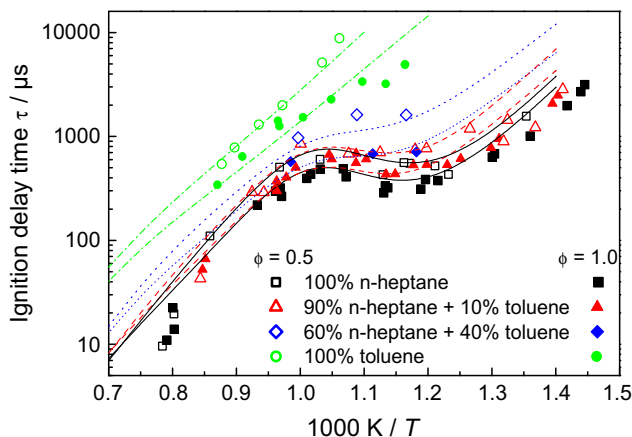 Ignition delay time τ / µs
10000
1000
100
10
ϕ = 0.5 ϕ = 1.0
100% n-heptane
90% n-heptane + 10% toluene
60% n-heptane + 40% toluene
100% toluene
0.7 0.8 0.9 1.0 1.1 1.2 1.3 1.4 1.5
1000 K / T